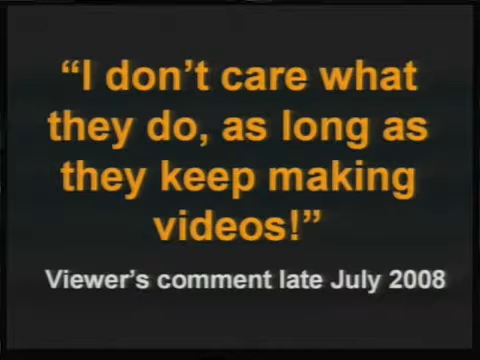 “I don’t care what
they do, as long as
they keep making
videos!”
Viewer’s comment late July 2008